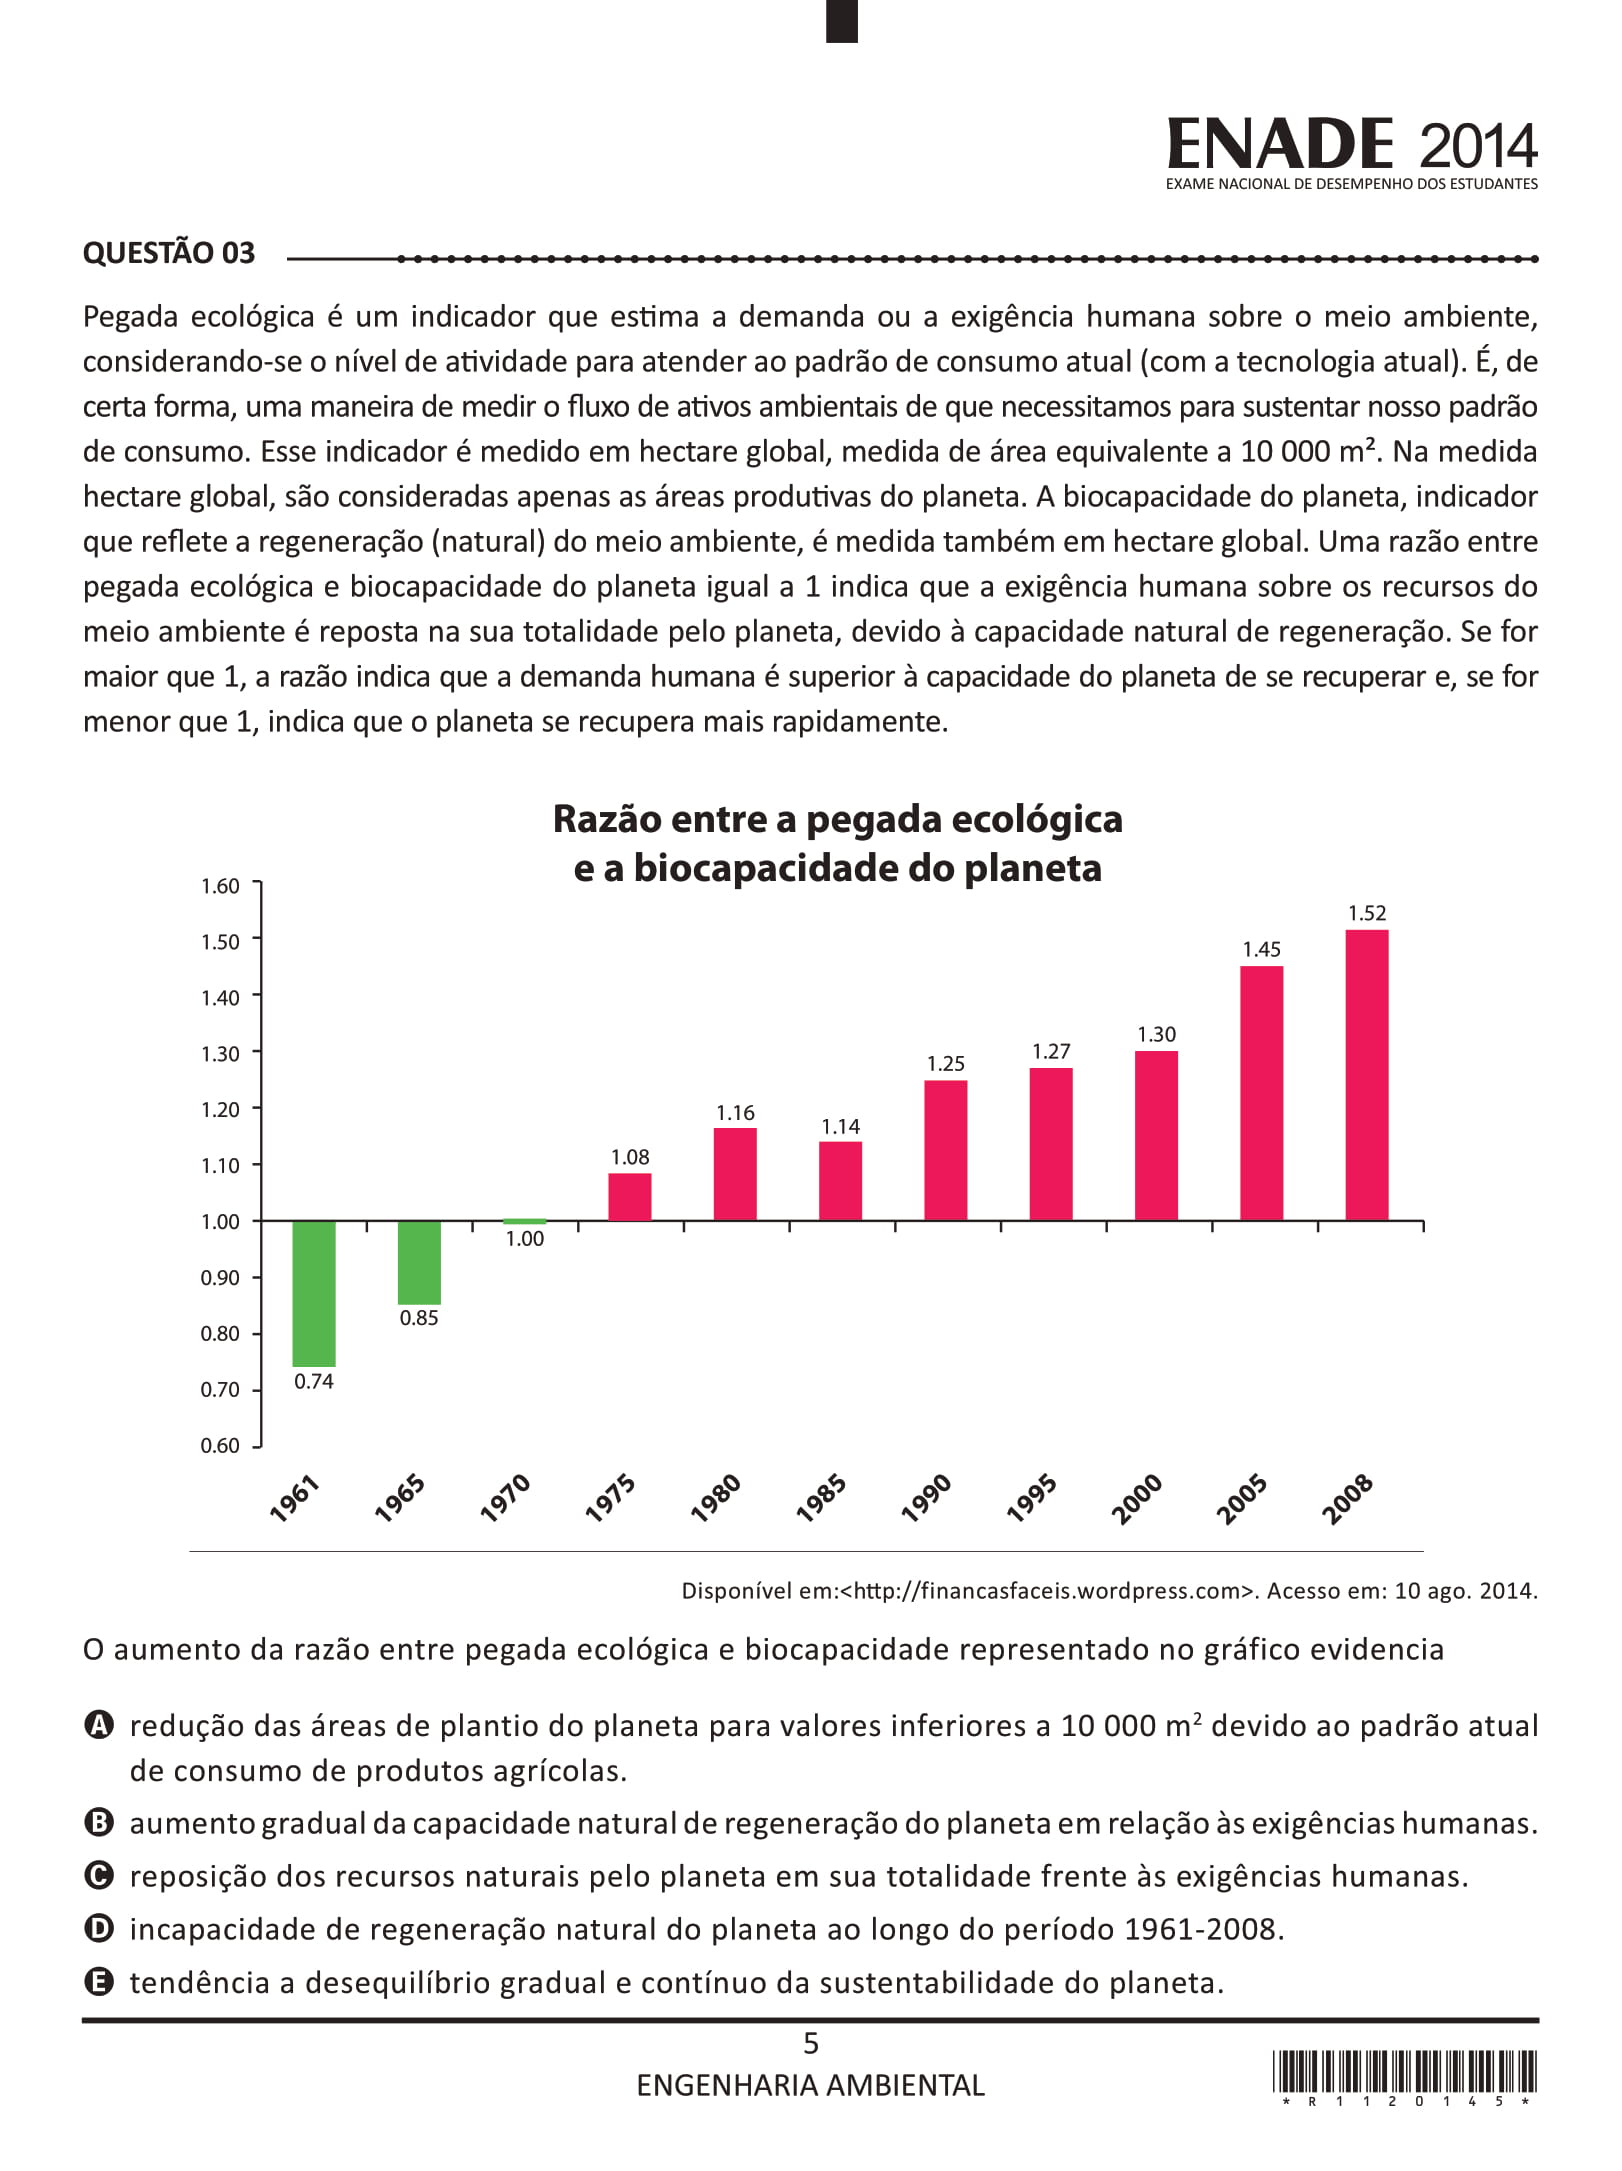 ENADE 2014
EXAME NACIONAL DE DESEMPENHO DOS ESTUDANTES
QUESTÃO 03
Pegada ecológica é um indicador que estima a demanda ou a exigência humana sobre o meio ambiente,
considerando-se o nível de atividade para atender ao padrão de consumo atual (com a tecnologia atual). É, de
certa forma, uma maneira de medir o fluxo de ativos ambientais de que necessitamos para sustentar nosso padrão
de consumo. Esse indicador é medido em hectare global, medida de área equivalente a 10 000 m². Na medida
hectare global, são consideradas apenas as áreas produtivas do planeta. A biocapacidade do planeta, indicador
que reflete a regeneração (natural) do meio ambiente, é medida também em hectare global. Uma razão entre
pegada ecológica e biocapacidade do planeta igual a 1 indica que a exigência humana sobre os recursos do
meio ambiente é reposta na sua totalidade pelo planeta, devido à capacidade natural de regeneração. Se for
maior que 1, a razão indica que a demanda humana é superior à capacidade do planeta de se recuperar e, se for
menor que 1, indica que o planeta se recupera mais rapidamente.
Razão entre a pegada ecológica
e a biocapacidade do planeta
1.60
1.50
1.40
1.30
1.20
1.10
1.00
0.90
0.80
0.70
0.60
0.74
0.85
1.00
1.08
1.16
1.14
1.25
1.27
1.30
1.45
1.52
1961
1965
1970
1975
1980
1985
1990
1995
2000
2005
2008
Disponível em:<http://financasfaceis.wordpress.com>. Acesso em: 10 ago. 2014.
O aumento da razão entre pegada ecológica e biocapacidade representado no gráfico evidencia
A redução das áreas de plantio do planeta para valores inferiores a 10 000 m² devido ao padrão atual
de consumo de produtos agrícolas.
B aumento gradual da capacidade natural de regeneração do planeta em relação às exigências humanas.
C reposição dos recursos naturais pelo planeta em sua totalidade frente às exigências humanas.
D incapacidade de regeneração natural do planeta ao longo do período 1961-2008.
E tendência a desequilíbrio gradual e contínuo da sustentabilidade do planeta.
5
ENGENHARIA AMBIENTAL
* R 1 1 2 0 1 4 5 *